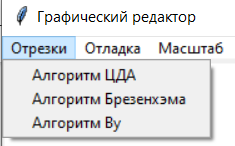 Графический редактор
Отрезки Отладка Масштаб
Алгоритм ЦДА
Алгоритм Брезенхэма
Алгоритм Ву